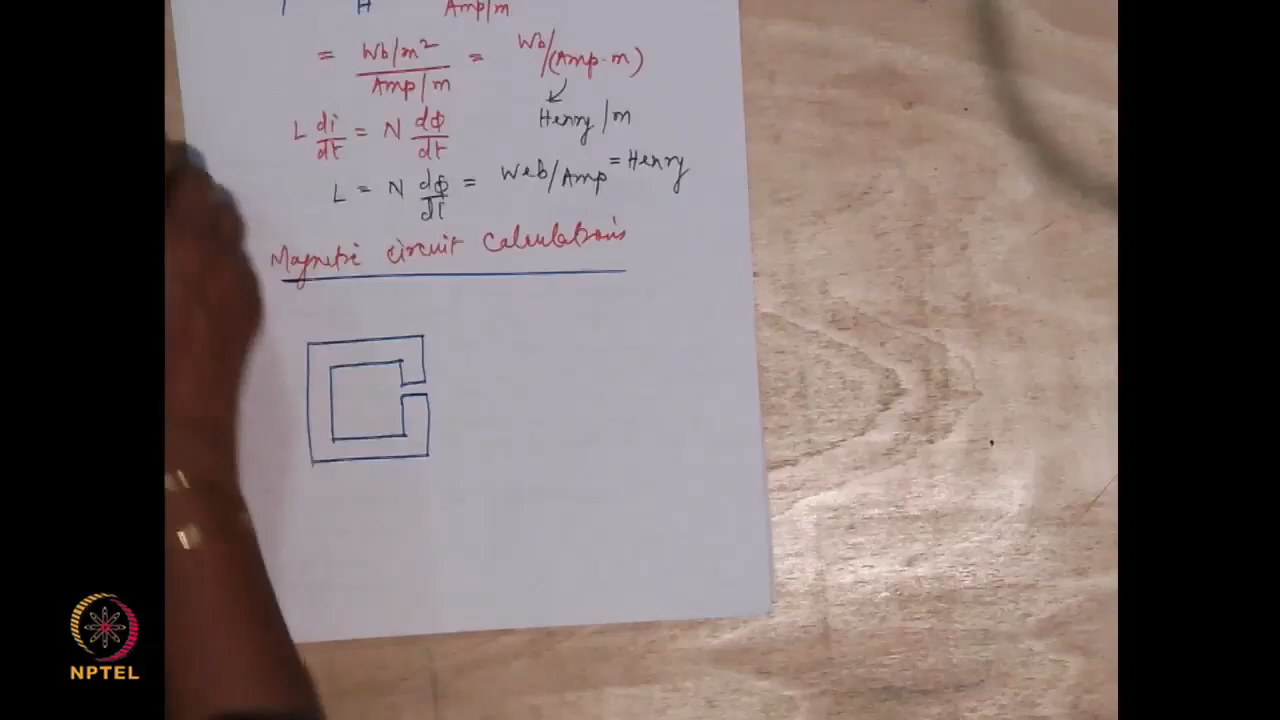 H Amp/m
= Wb/m² / Amp/m = Wb/(Amp·m)
Henry/m
L di/dt = N dφ/dt
L = N dφ/di = Web/Amp = Henry
Magnetic circuit calculations
NPTEL